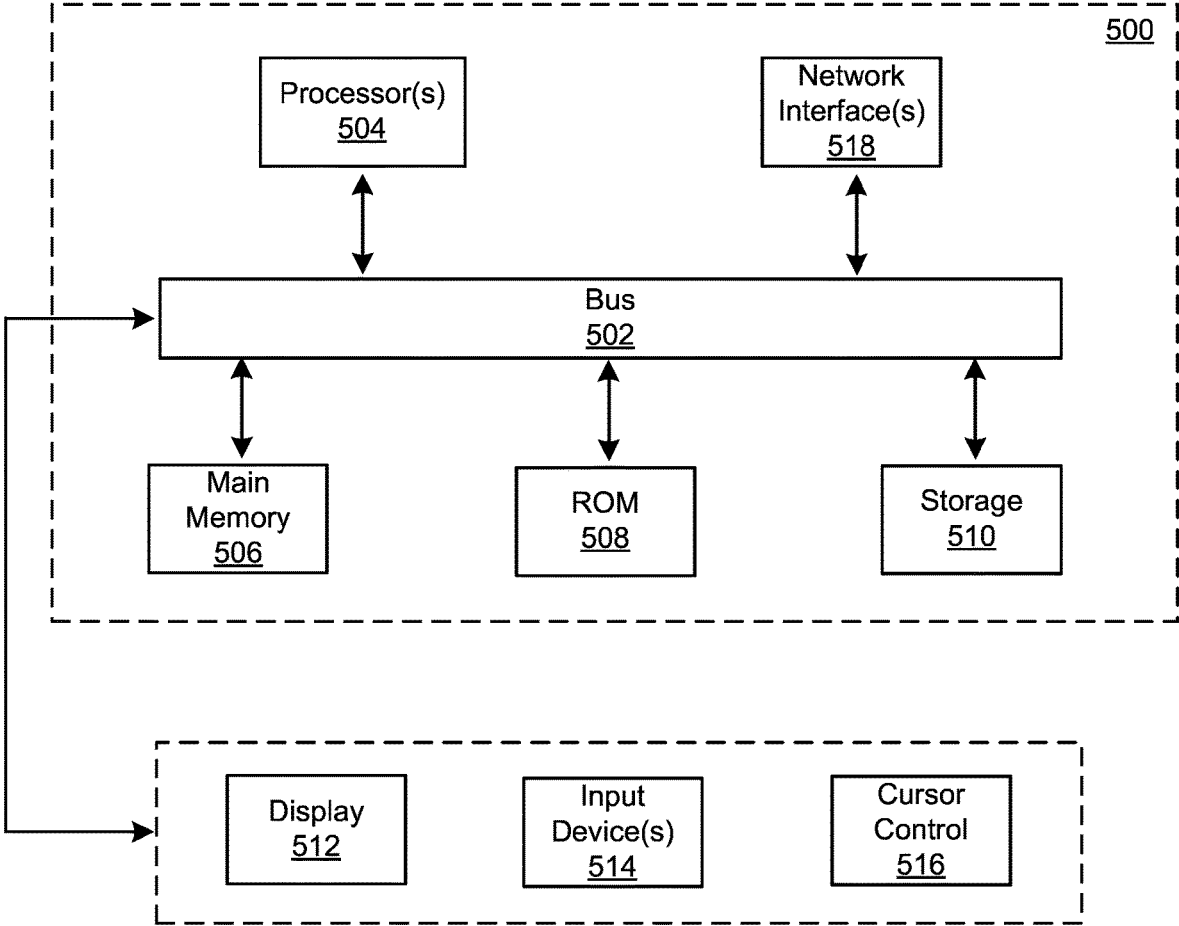 500
Processor(s)
504
Network
Interface(s)
518
Bus
502
Main
Memory
506
ROM
508
Storage
510
Display
512
Input
Device(s)
514
Cursor
Control
516